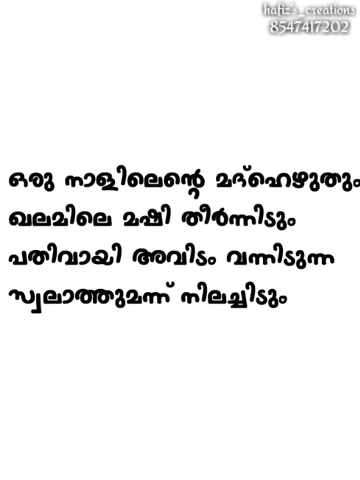 hafiz's_creations
8547417202
ഒരു നാളിലെന്റെ മദ്ഹെഴുതും
ഖലമിലെ മഷി തീർന്നിടും
പതിവായി അവിടം വന്നിടുന്ന
സ്വലാത്തുമന്ന് നിലച്ചിടും